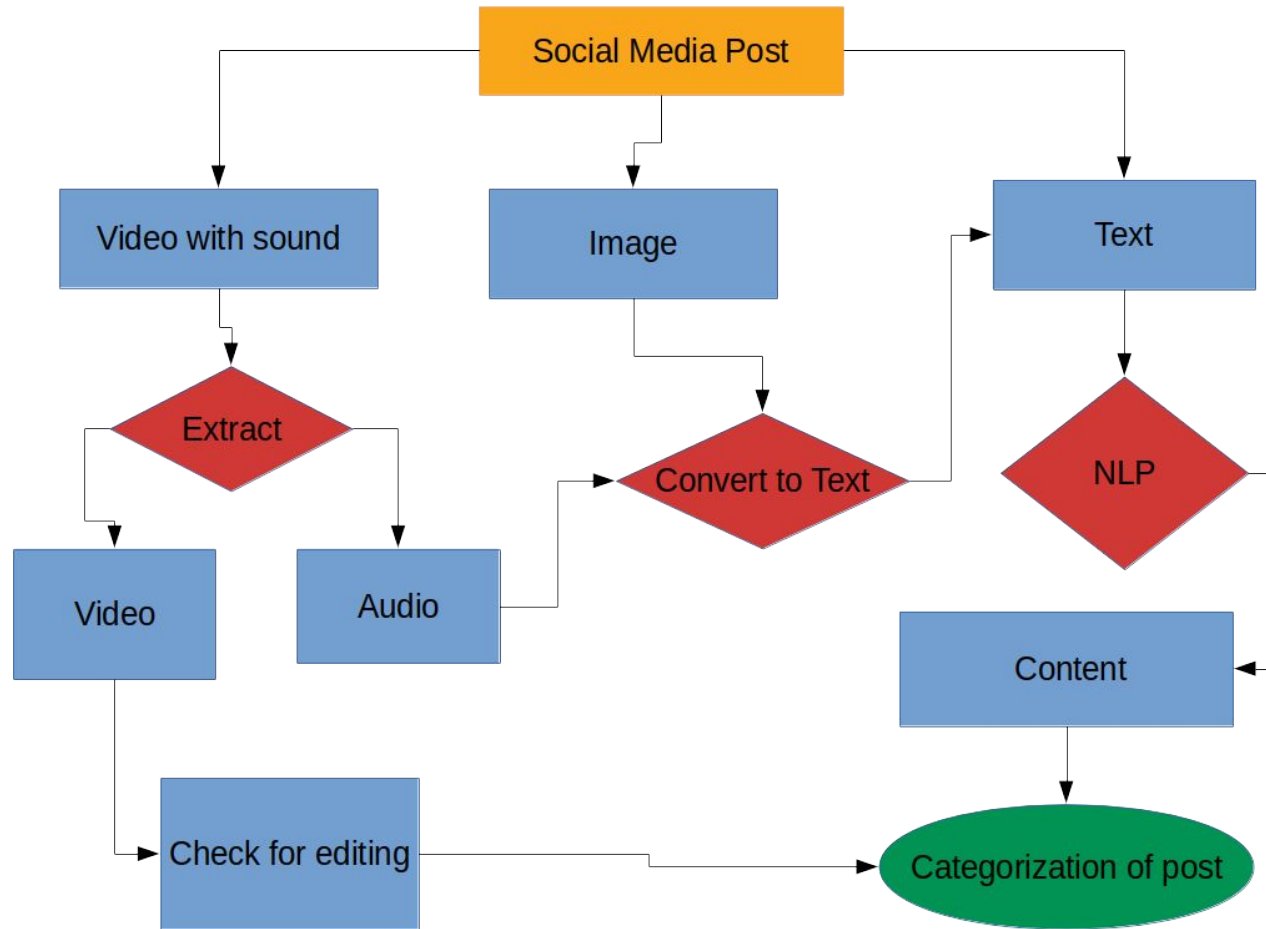 Social Media Post
Video with sound
Image
Text
Extract
Convert to Text
NLP
Video
Audio
Content
Check for editing
Categorization of post